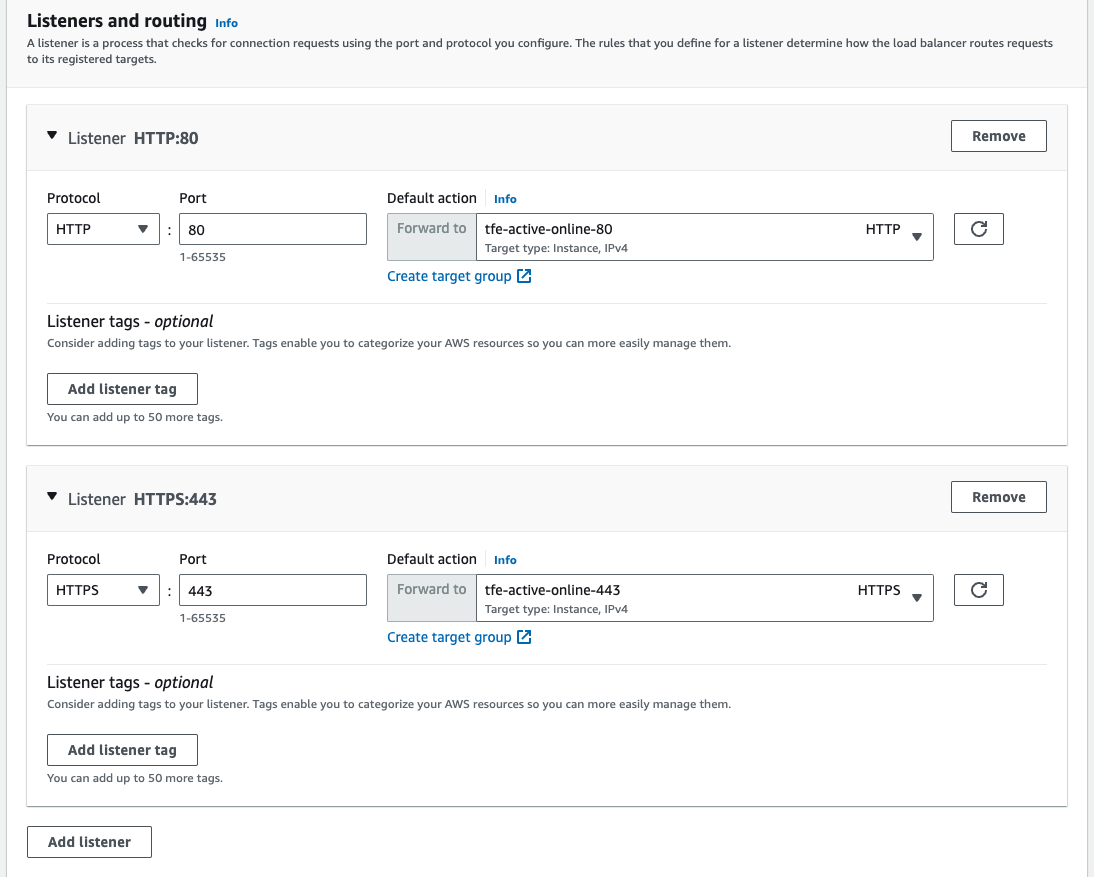 Listeners and routing Info
A listener is a process that checks for connection requests using the port and protocol you configure. The rules that you define for a listener determine how the load balancer routes requests
to its registered targets.
Listener HTTP:80
Remove
Protocol Port Default action Info
HTTP : 80 Forward to tfe-active-online-80 HTTP
Target type: Instance, IPv4
1-65535
Create target group
Listener tags - optional
Consider adding tags to your listener. Tags enable you to categorize your AWS resources so you can more easily manage them.
Add listener tag
You can add up to 50 more tags.
Listener HTTPS:443
Remove
Protocol Port Default action Info
HTTPS : 443 Forward to tfe-active-online-443 HTTPS
Target type: Instance, IPv4
1-65535
Create target group
Listener tags - optional
Consider adding tags to your listener. Tags enable you to categorize your AWS resources so you can more easily manage them.
Add listener tag
You can add up to 50 more tags.
Add listener